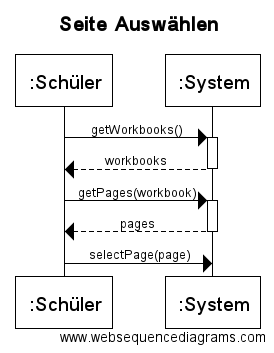 Seite Auswählen
:Schüler :System
getWorkbooks()
workbooks
getPages(workbook)
pages
selectPage(page)
:Schüler :System
www.websequencediagrams.com